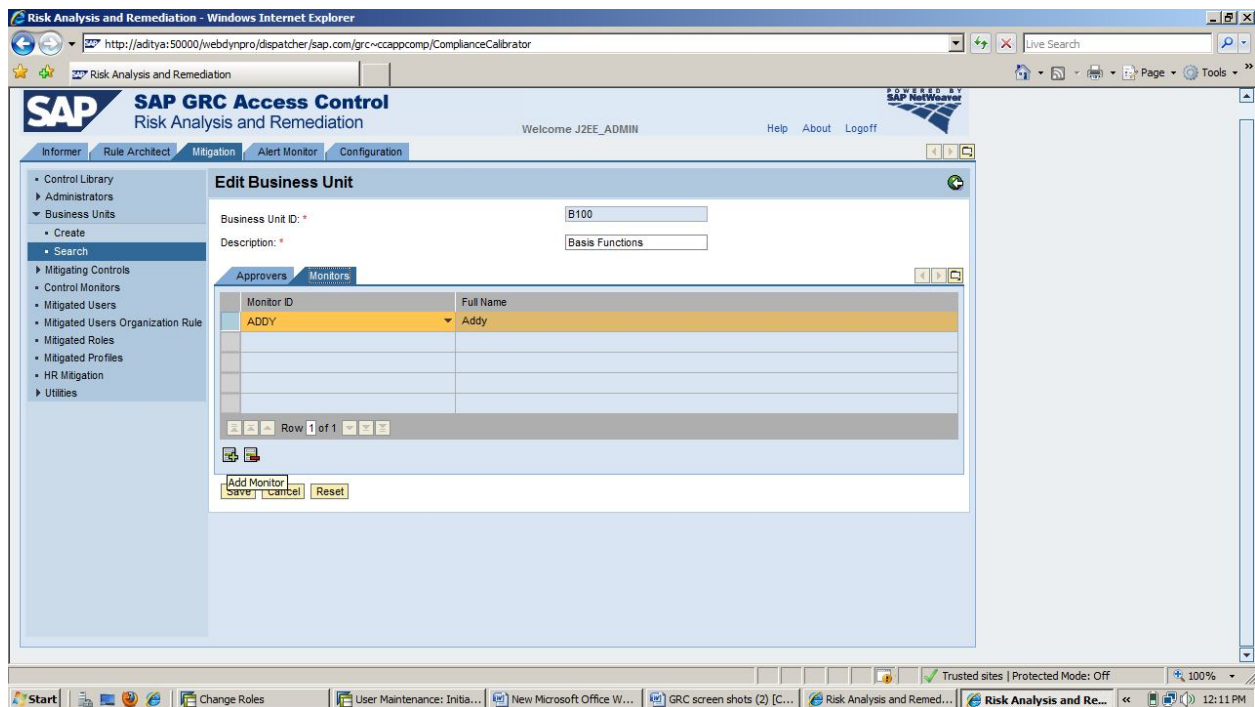 Risk Analysis and Remediation - Windows Internet Explorer
http://aditya:50000/webdynpro/dispatcher/sap.com/grc~ccappcomp/ComplianceCalibrator
Live Search
Risk Analysis and Remediation
Page
Tools
SAP
SAP GRC Access Control
Risk Analysis and Remediation
Welcome J2EE_ADMIN
Help About Logoff
POWERED BY
SAP NetWeaver
Informer Rule Architect Mitigation Alert Monitor Configuration
Control Library
Administrators
Business Units
Create
Search
Mitigating Controls
Control Monitors
Mitigated Users
Mitigated Users Organization Rule
Mitigated Roles
Mitigated Profiles
HR Mitigation
Utilities
Edit Business Unit
Business Unit ID: * B100
Description: * Basis Functions
Approvers Monitors
Monitor ID Full Name
ADDY Addy
Row 1 of 1
Add Monitor
Save Cancel Reset
Trusted sites | Protected Mode: Off 100%
Start Change Roles User Maintenance: Initia... New Microsoft Office W... GRC screen shots (2) [C... Risk Analysis and Remed... Risk Analysis and Re... « 12:11 PM